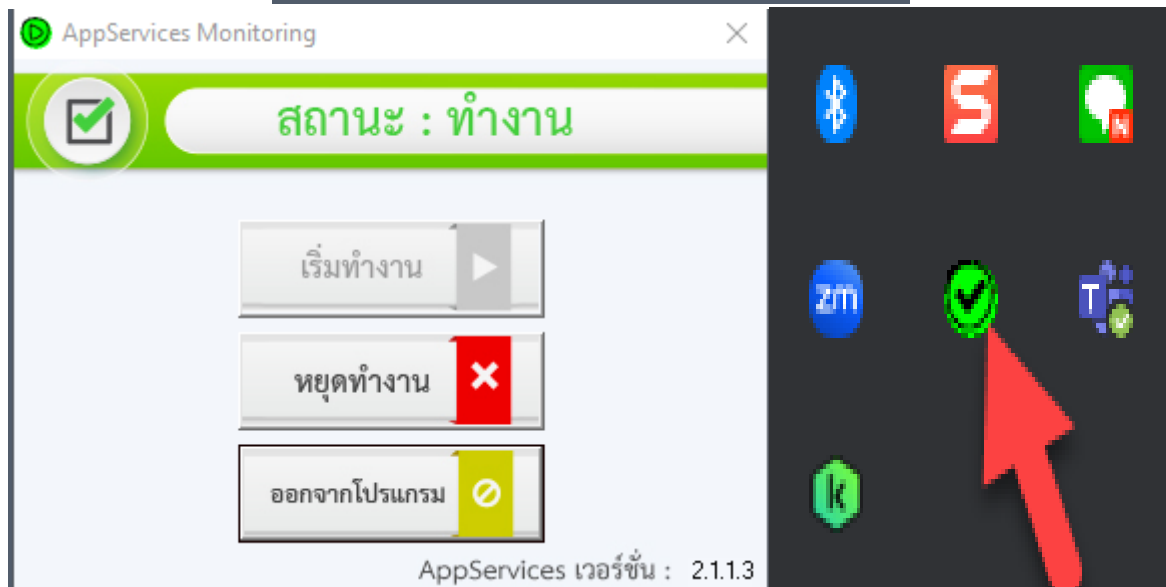 AppServices Monitoring
สถานะ : ทำงาน
เริ่มทำงาน
หยุดทำงาน
ออกจากโปรแกรม
AppServices เวอร์ชั่น : 2.1.1.3
S
N
zm
T
k